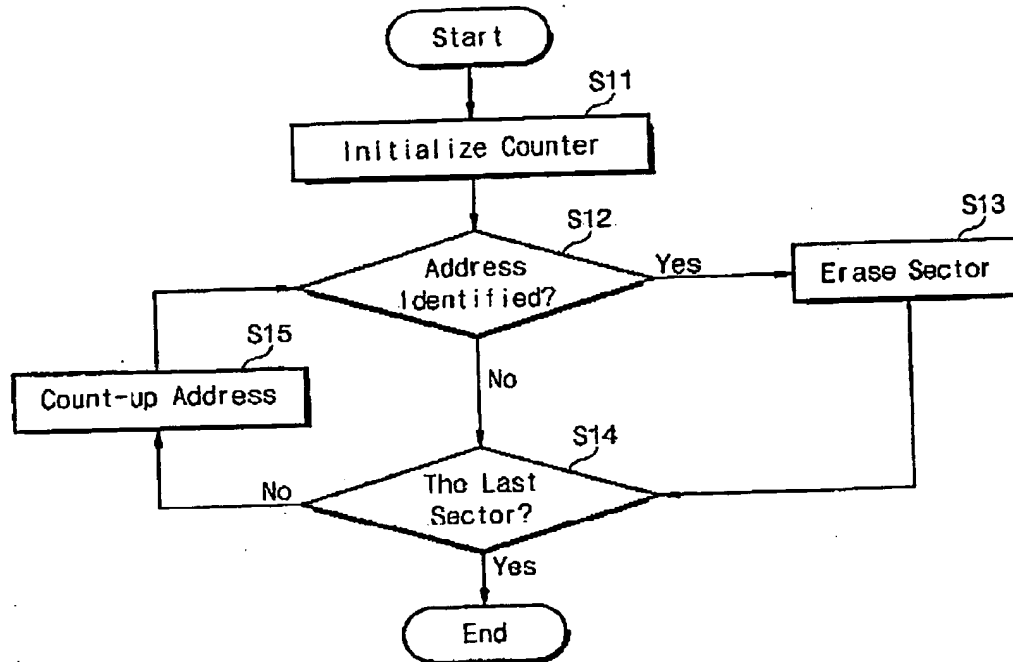 Start
S11
Initialize Counter
S12
Address
Identified?
Yes
S13
Erase Sector
S15
Count-up Address
No
S14
The Last
Sector?
No
Yes
End